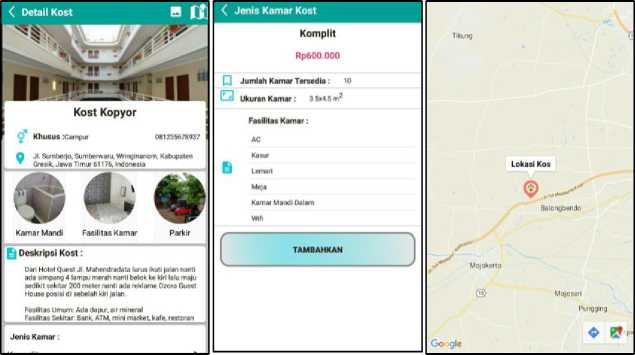 Detail Kost
Kost Kopyor
Khusus :Campur
081235678937
Jl. Sumberjo, Sumberwaru, Wringinanom, Kabupaten
Gresik, Jawa Timur 61176, Indonesia
Kamar Mandi
Fasilitas Kamar
Parkir
Deskripsi Kost :
Dari Hotel Quest Jl. Mahendradata lurus ikuti jalan nanti
ada simpang 4 lampu merah nanti belok ke kiri lalu maju
sedikit sekitar 200 meter nanti ada reklame Ozora Guest
House posisi di sebelah kiri jalan.
Fasilitas Umum: Ada dapur, air mineral
Fasilitas Sekitar: Bank, ATM, mini market, kafe, restoran
Jenis Kamar :
Jenis Kamar Kost
Komplit
Rp600.000
Jumlah Kamar Tersedia : 10
Ukuran Kamar : 3.5x4.5 m2
Fasilitas Kamar :
AC
Kasur
Lemari
Meja
Kamar Mandi Dalam
Wifi
TAMBAHKAN
Tikung
Lokasi Kos
Balongbendo
Mojokerto
15
Mojosari
Pungging
Google